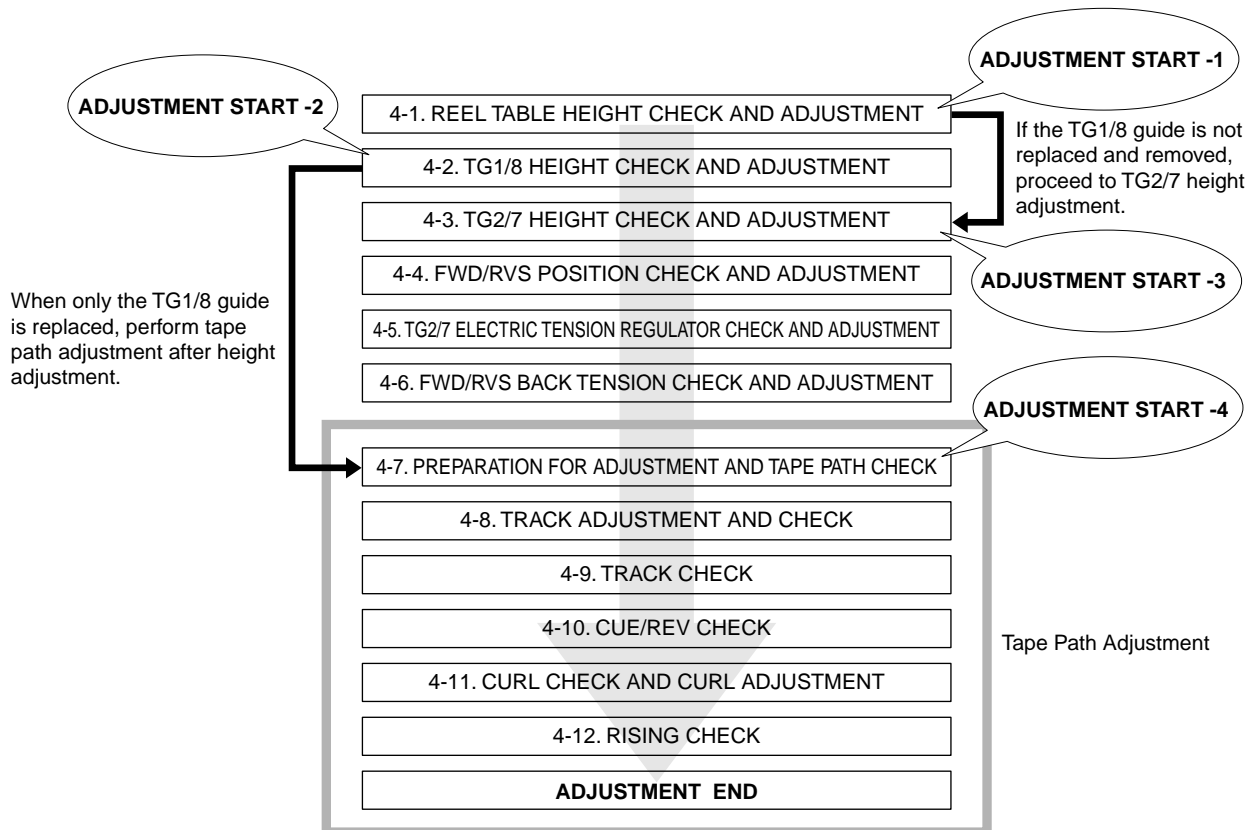 ADJUSTMENT START -1
ADJUSTMENT START -2
4-1. REEL TABLE HEIGHT CHECK AND ADJUSTMENT
If the TG1/8 guide is not
replaced and removed,
proceed to TG2/7 height
adjustment.
4-2. TG1/8 HEIGHT CHECK AND ADJUSTMENT
4-3. TG2/7 HEIGHT CHECK AND ADJUSTMENT
ADJUSTMENT START -3
4-4. FWD/RVS POSITION CHECK AND ADJUSTMENT
When only the TG1/8 guide
is replaced, perform tape
path adjustment after height
adjustment.
4-5. TG2/7 ELECTRIC TENSION REGULATOR CHECK AND ADJUSTMENT
4-6. FWD/RVS BACK TENSION CHECK AND ADJUSTMENT
ADJUSTMENT START -4
4-7. PREPARATION FOR ADJUSTMENT AND TAPE PATH CHECK
4-8. TRACK ADJUSTMENT AND CHECK
4-9. TRACK CHECK
4-10. CUE/REV CHECK
Tape Path Adjustment
4-11. CURL CHECK AND CURL ADJUSTMENT
4-12. RISING CHECK
ADJUSTMENT END